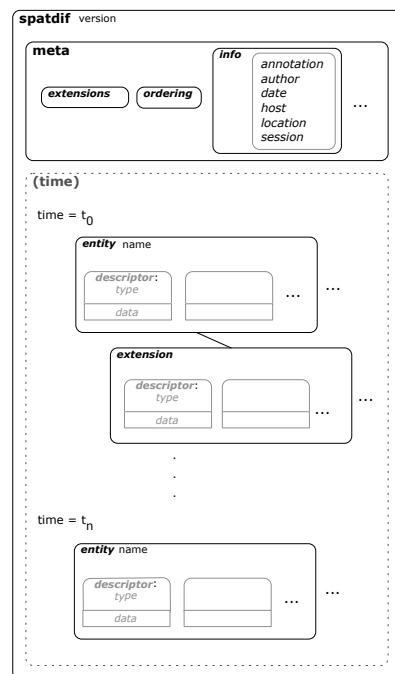 spatdif version
meta
extensions
ordering
info
annotation
author
date
host
location
session
...
(time)
time = t0
entity name
descriptor:
type
data
...
...
extension
descriptor:
type
data
...
...
.
.
.
time = tn
entity name
descriptor:
type
data
...
...